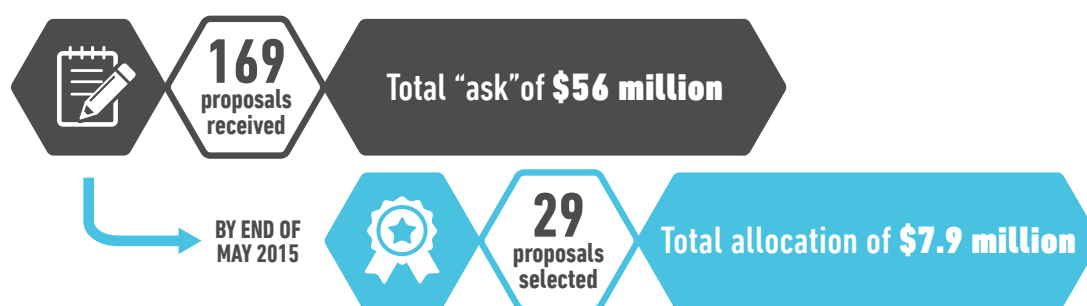 169
proposals
received
Total “ask”of $56 million
BY END OF
MAY 2015
29
proposals
selected
Total allocation of $7.9 million